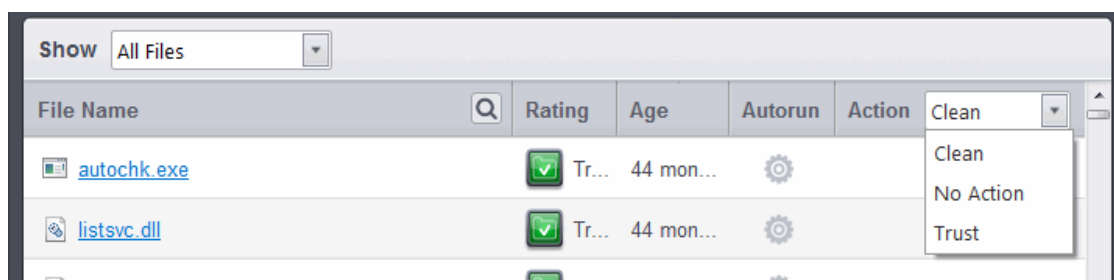 Show All Files
File Name Rating Age Autorun Action Clean
Clean
autochk.exe Tr... 44 mon...
No Action
listsvc.dll Tr... 44 mon...
Trust